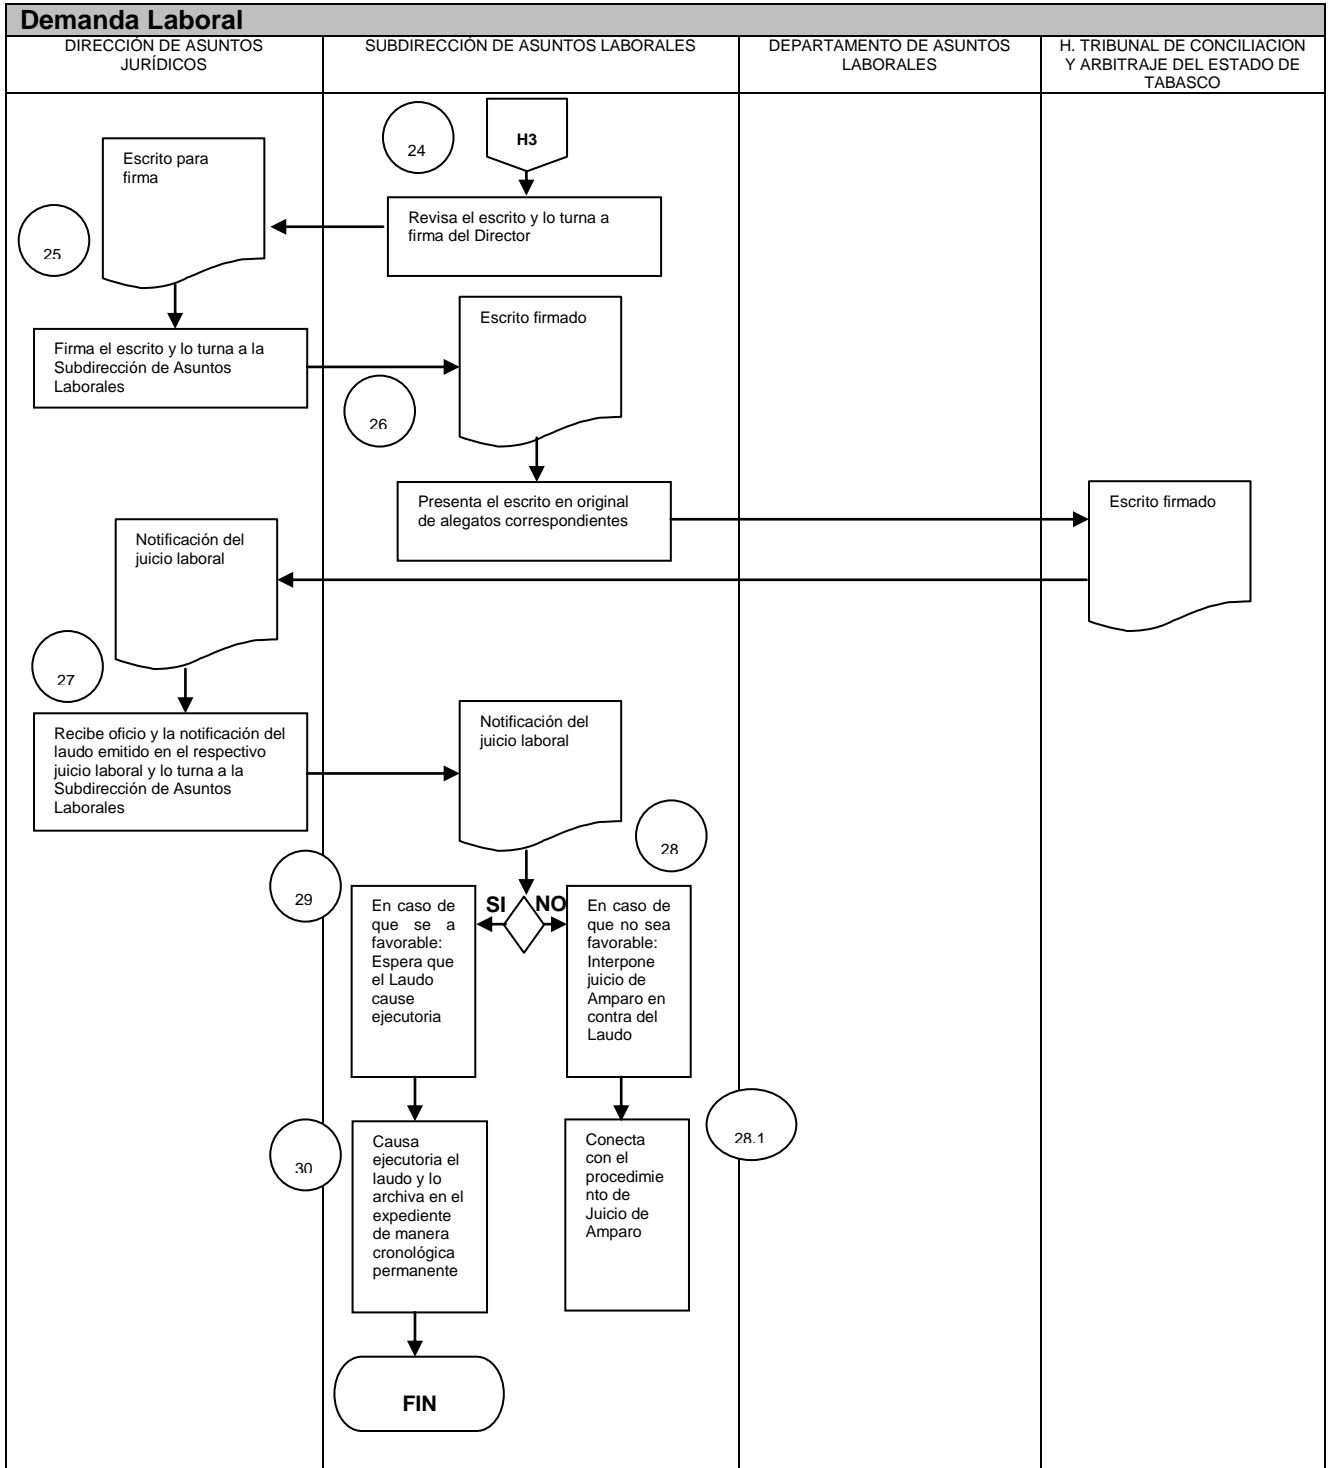 Demanda Laboral
DIRECCIÓN DE ASUNTOS
JURÍDICOS
SUBDIRECCIÓN DE ASUNTOS LABORALES
DEPARTAMENTO DE ASUNTOS
LABORALES
H. TRIBUNAL DE CONCILIACION
Y ARBITRAJE DEL ESTADO DE
TABASCO
24
H3
Revisa el escrito y lo turna a
firma del Director
Escrito para
firma
25
Firma el escrito y lo turna a la
Subdirección de Asuntos
Laborales
Escrito firmado
26
Presenta el escrito en original
de alegatos correspondientes
Escrito firmado
Notificación del
juicio laboral
27
Recibe oficio y la notificación del
laudo emitido en el respectivo
juicio laboral y lo turna a la
Subdirección de Asuntos
Laborales
Notificación del
juicio laboral
28
29
SI
NO
En caso de
que se a
favorable:
Espera que
el Laudo
cause
ejecutoria
En caso de
que no sea
favorable:
Interpone
juicio de
Amparo en
contra del
Laudo
30
Causa
ejecutoria el
laudo y lo
archiva en el
expediente
de manera
cronológica
permanente
Conecta
con el
procedimie
nto de
Juicio de
Amparo
28.1
FIN